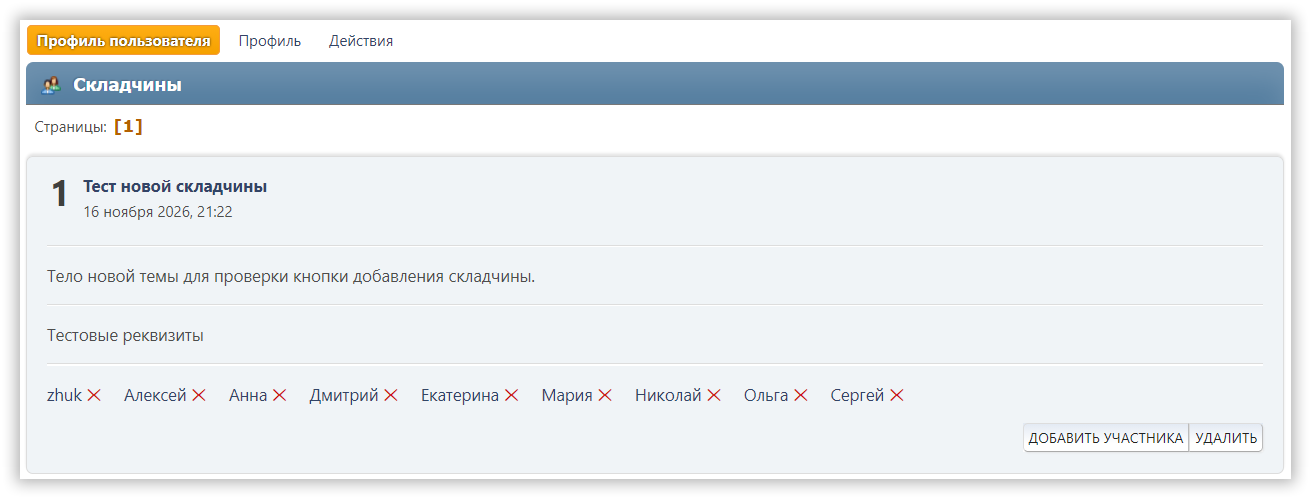 Профиль пользователя Профиль Действия
Складчины
Страницы: [1]
1 Тест новой складчины
16 ноября 2026, 21:22
Тело новой темы для проверки кнопки добавления складчины.
Тестовые реквизиты
zhuk Алексей Анна Дмитрий Екатерина Мария Николай Ольга Сергей
ДОБАВИТЬ УЧАСТНИКА УДАЛИТЬ